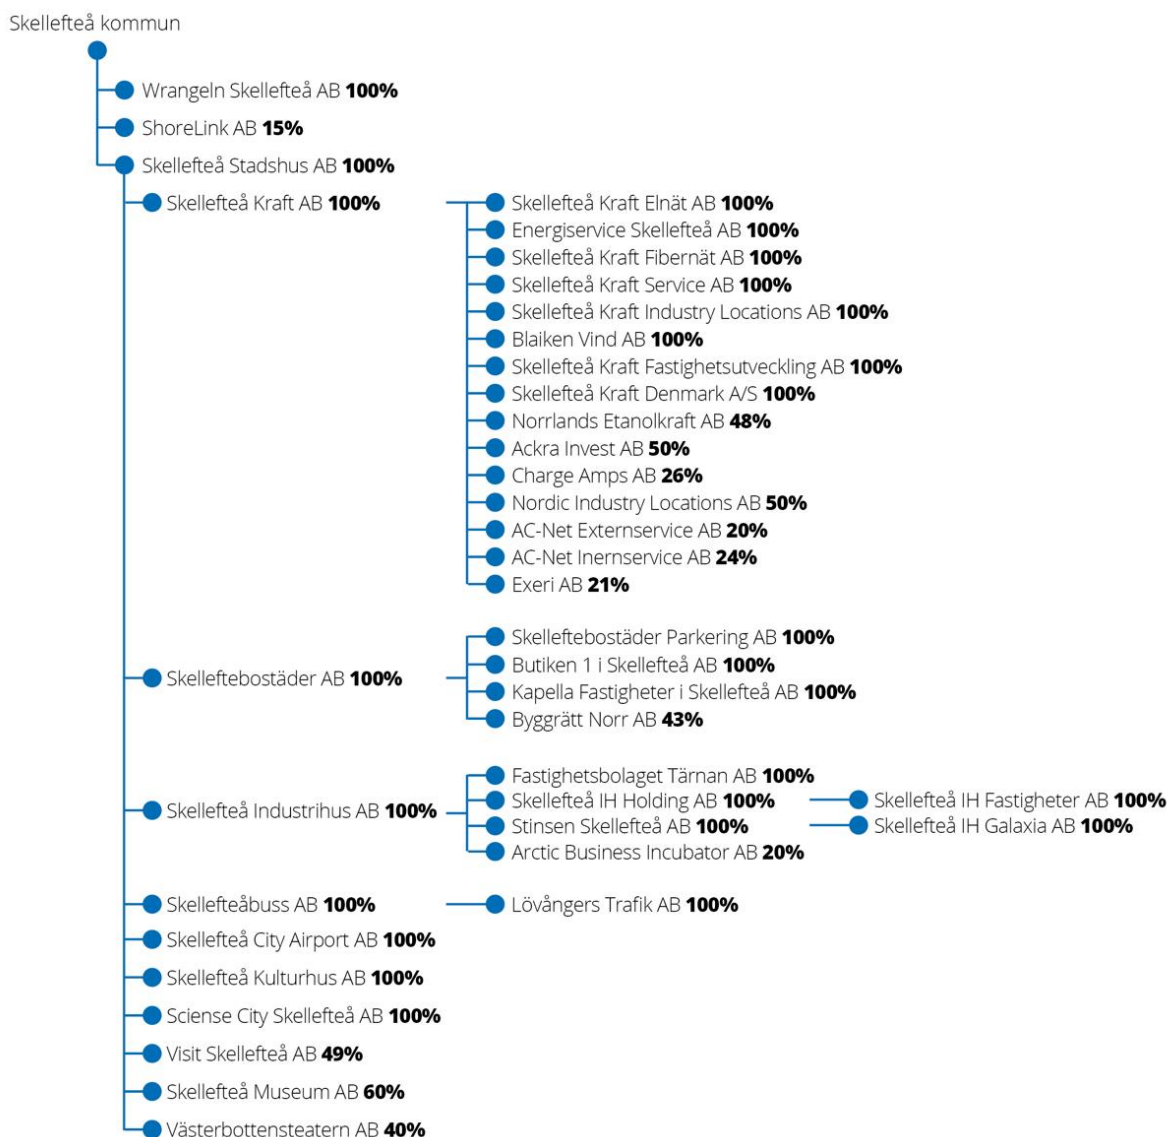 Skellefteå kommun
Wrangeln Skellefteå AB 100%
ShoreLink AB 15%
Skellefteå Stadshus AB 100%
Skellefteå Kraft AB 100%
Skellefteå Kraft Elnät AB 100%
Energiservice Skellefteå AB 100%
Skellefteå Kraft Fibernät AB 100%
Skellefteå Kraft Service AB 100%
Skellefteå Kraft Industry Locations AB 100%
Blaiken Vind AB 100%
Skellefteå Kraft Fastighetsutveckling AB 100%
Skellefteå Kraft Denmark A/S 100%
Norrlands Etanolkraft AB 48%
Ackra Invest AB 50%
Charge Amps AB 26%
Nordic Industry Locations AB 50%
AC-Net Externservice AB 20%
AC-Net Inernservice AB 24%
Exeri AB 21%
Skelleftebostäder AB 100%
Skelleftebostäder Parkering AB 100%
Butiken 1 i Skellefteå AB 100%
Kapella Fastigheter i Skellefteå AB 100%
Byggrätt Norr AB 43%
Skellefteå Industrihus AB 100%
Fastighetsbolaget Tärnan AB 100%
Skellefteå IH Holding AB 100%
Skellefteå IH Fastigheter AB 100%
Stinsen Skellefteå AB 100%
Skellefteå IH Galaxia AB 100%
Arctic Business Incubator AB 20%
Skellefteåbuss AB 100%
Lövångers Trafik AB 100%
Skellefteå City Airport AB 100%
Skellefteå Kulturhus AB 100%
Sciense City Skellefteå AB 100%
Visit Skellefteå AB 49%
Skellefteå Museum AB 60%
Västerbottensteatern AB 40%